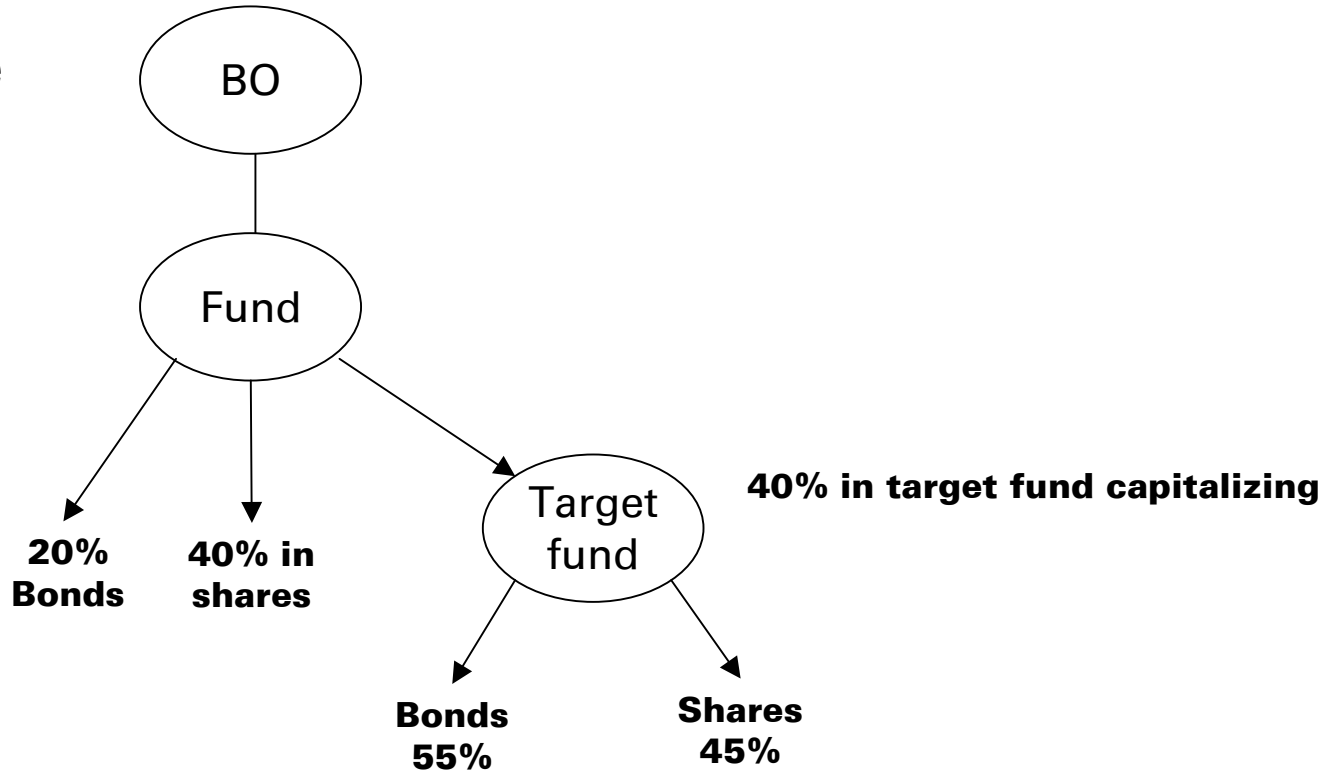 BO
Fund
Target
fund
40% in target fund capitalizing
20%
Bonds
40% in
shares
Bonds
55%
Shares
45%